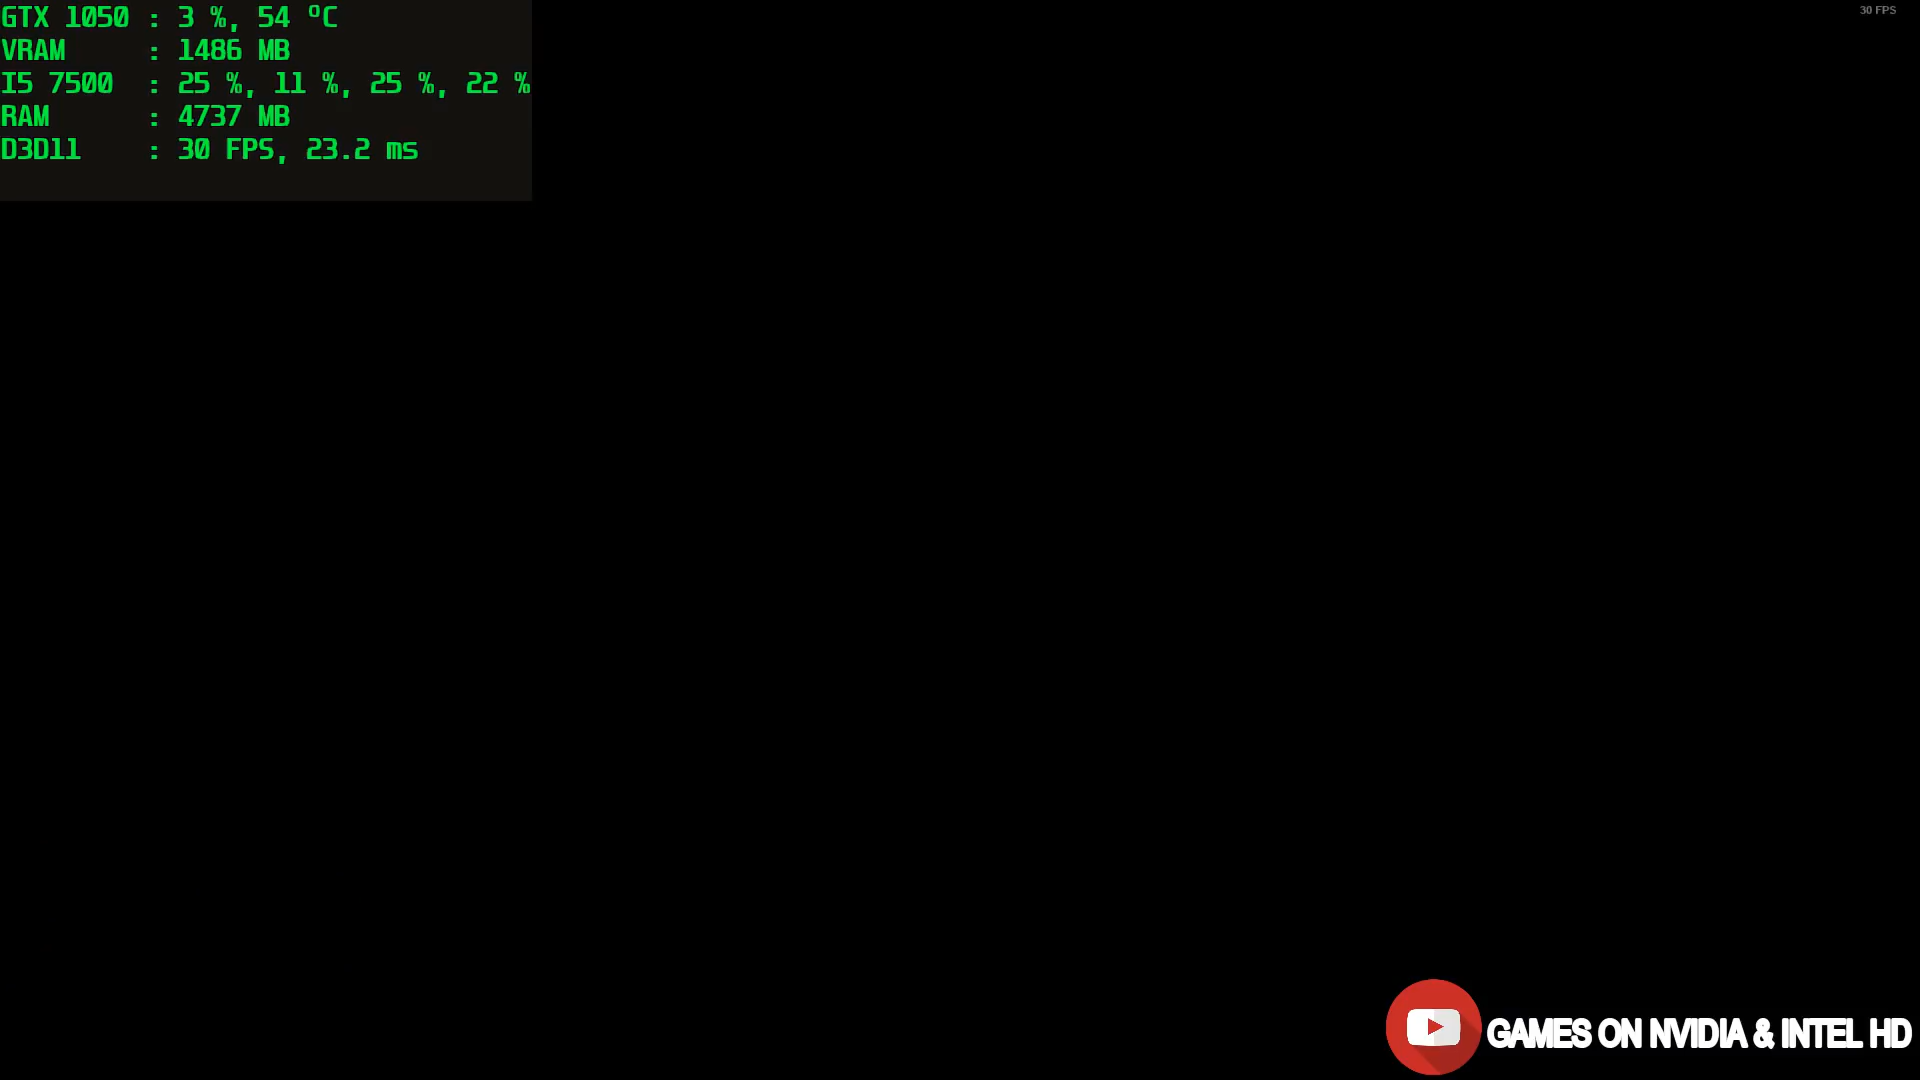 GTX 1050 : 3 %, 54 ºC
30 FPS
VRAM : 1486 MB
I5 7500 : 25 %, 11 %, 25 %, 22 %
RAM : 4737 MB
D3D11 : 30 FPS, 23.2 ms
GAMES ON NVIDIA & INTEL HD